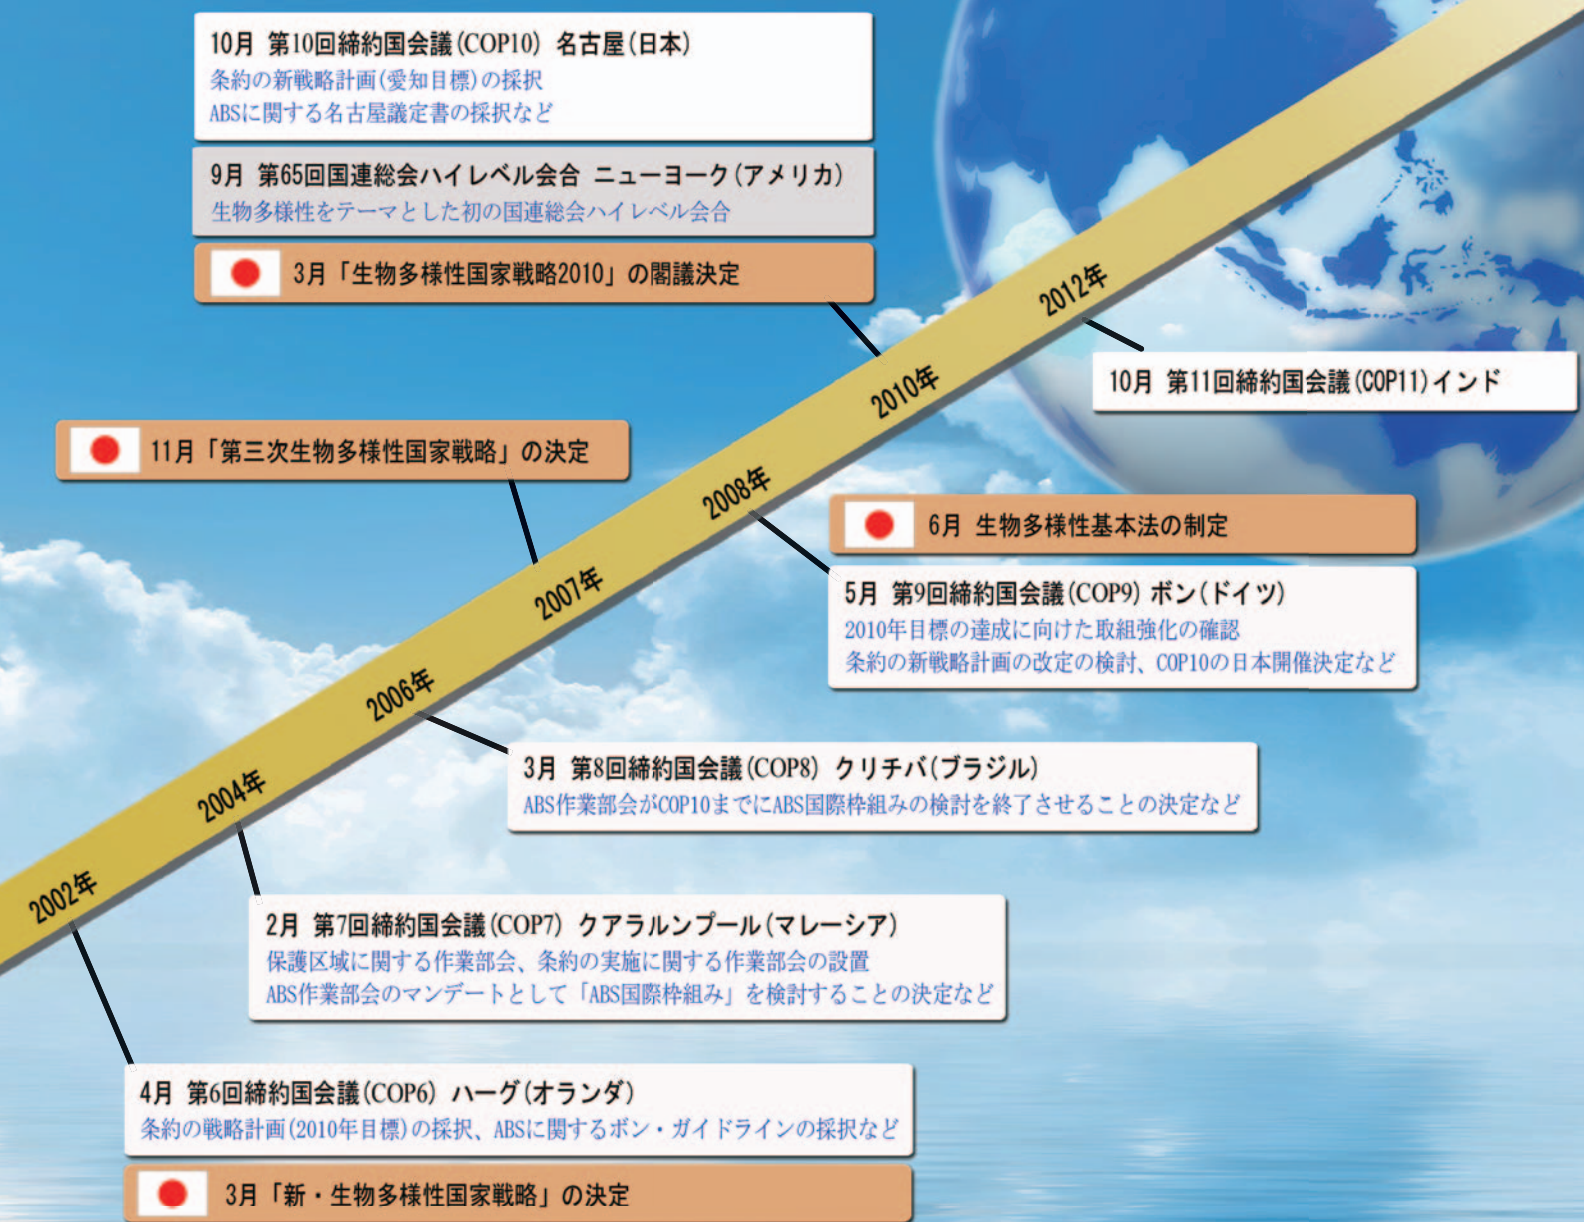 10月 第10回締約国会議(COP10) 名古屋(日本)
条約の新戦略計画(愛知目標)の採択
ABSに関する名古屋議定書の採択など
9月 第65回国連総会ハイレベル会合 ニューヨーク(アメリカ)
生物多様性をテーマとした初の国連総会ハイレベル会合
3月「生物多様性国家戦略2010」の閣議決定
2012年
10月 第11回締約国会議(COP11)インド
2010年
11月「第三次生物多様性国家戦略」の決定
2008年
6月 生物多様性基本法の制定
5月 第9回締約国会議(COP9) ボン(ドイツ)
2010年目標の達成に向けた取組強化の確認
条約の新戦略計画の改定の検討、COP10の日本開催決定など
2007年
2006年
3月 第8回締約国会議(COP8) クリチバ(ブラジル)
ABS作業部会がCOP10までにABS国際枠組みの検討を終了させることの決定など
2004年
2月 第7回締約国会議(COP7) クアラルンプール(マレーシア)
保護区域に関する作業部会、条約の実施に関する作業部会の設置
ABS作業部会のマンデートとして「ABS国際枠組み」を検討することの決定など
2002年
4月 第6回締約国会議(COP6) ハーグ(オランダ)
条約の戦略計画(2010年目標)の採択、ABSに関するボン・ガイドラインの採択など
3月「新・生物多様性国家戦略」の決定